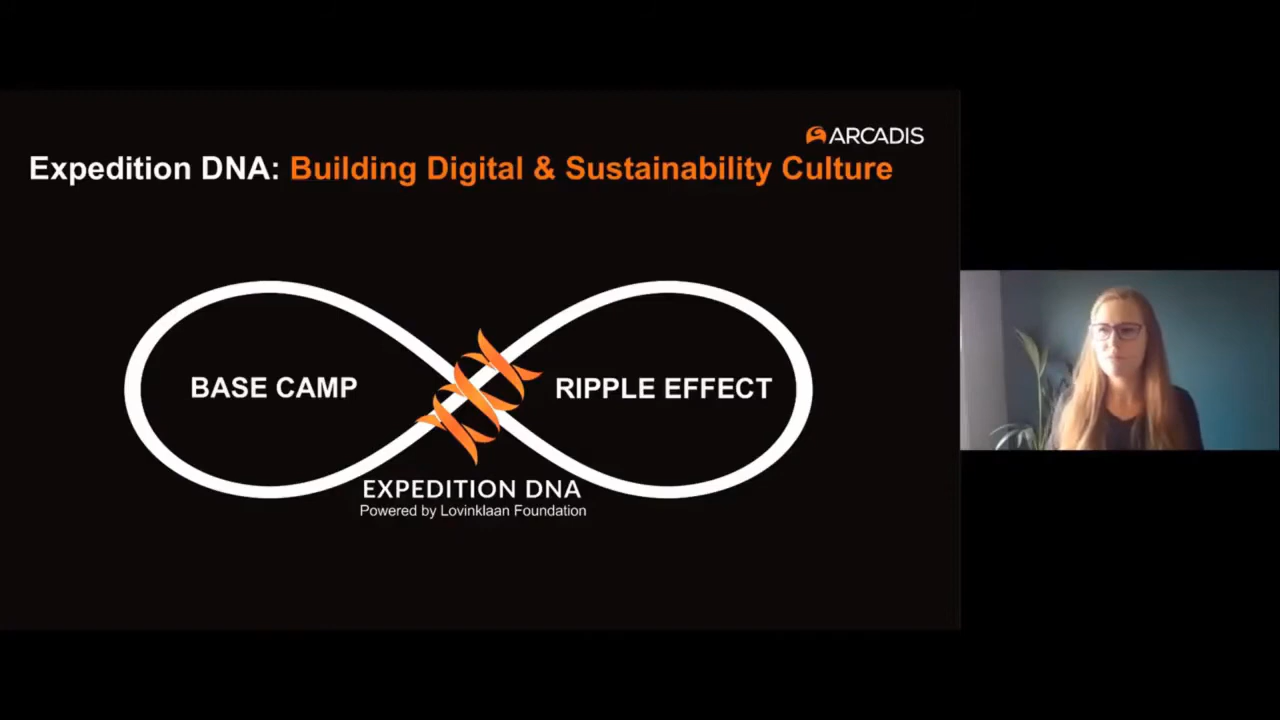 ARCADIS
Expedition DNA: Building Digital & Sustainability Culture
BASE CAMP
RIPPLE EFFECT
EXPEDITION DNA
Powered by Lovinklaan Foundation